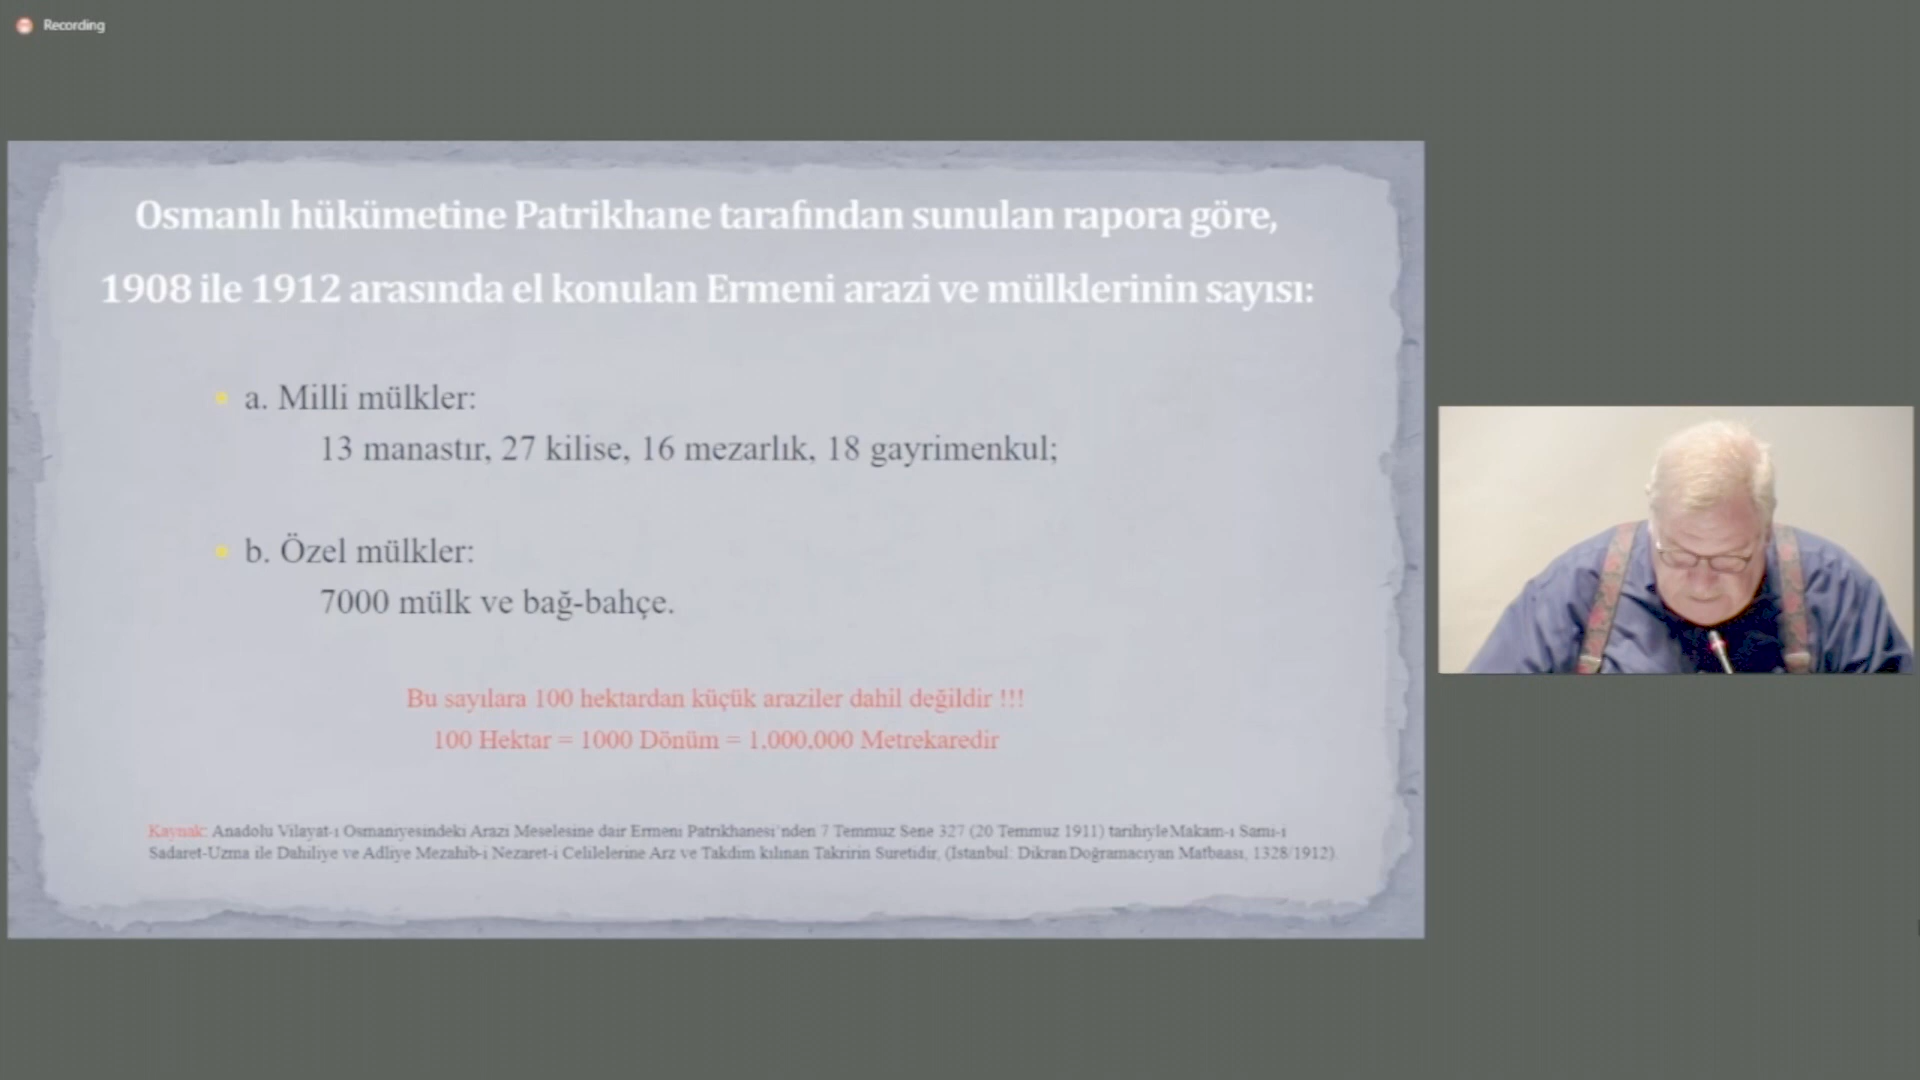 Recording
Osmanlı hükümetine Patrikhane tarafından sunulan rapora göre,
1908 ile 1912 arasında el konulan Ermeni arazi ve mülklerinin sayısı:
a. Milli mülkler:
13 manastır, 27 kilise, 16 mezarlık, 18 gayrimenkul;
b. Özel mülkler:
7000 mülk ve bağ-bahçe.
Bu sayılara 100 hektardan küçük araziler dahil değildir !!!
100 Hektar = 1000 Dönüm = 1.000.000 Metrekaredir
Kaynak: Anadolu Vilayat-ı Osmaniyesindeki Arazi Meselesine dair Ermeni Patrikhanesi'nden 7 Temmuz Sene 327 (20 Temmuz 1911) tarihiyle Makam-ı Sami-i
Sadaret-Uzma ile Dahiliye ve Adliye Mezahib-i Nezaret-i Celilelerine Arz ve Takdim kılınan Takririn Suretidir, (İstanbul: Dikran Doğramacıyan Matbaası, 1328/1912).